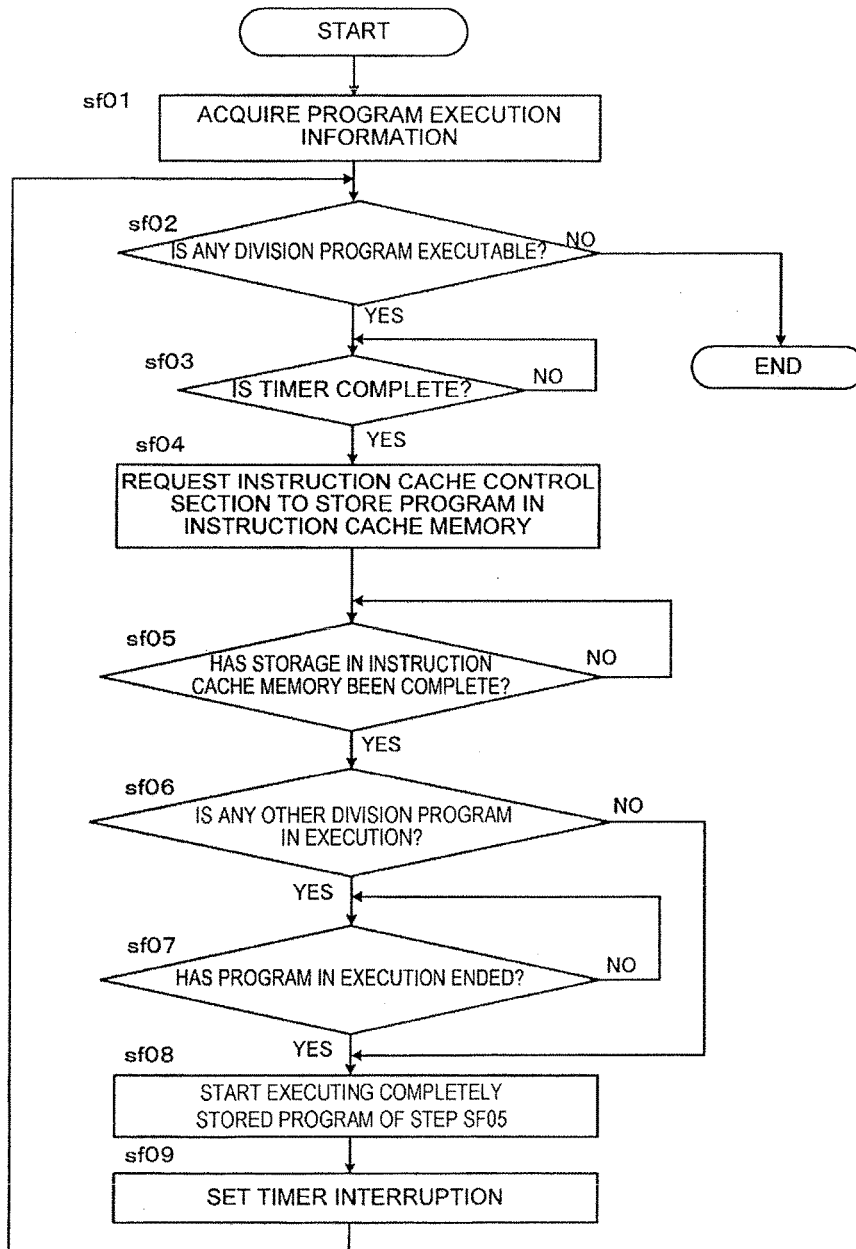 START
sf01
ACQUIRE PROGRAM EXECUTION
INFORMATION
sf02
IS ANY DIVISION PROGRAM EXECUTABLE?
NO
YES
sf03
IS TIMER COMPLETE?
NO
END
YES
sf04
REQUEST INSTRUCTION CACHE CONTROL
SECTION TO STORE PROGRAM IN
INSTRUCTION CACHE MEMORY
sf05
HAS STORAGE IN INSTRUCTION
CACHE MEMORY BEEN COMPLETE?
NO
YES
sf06
IS ANY OTHER DIVISION PROGRAM
IN EXECUTION?
NO
YES
sf07
HAS PROGRAM IN EXECUTION ENDED?
NO
YES
sf08
START EXECUTING COMPLETELY
STORED PROGRAM OF STEP SF05
sf09
SET TIMER INTERRUPTION